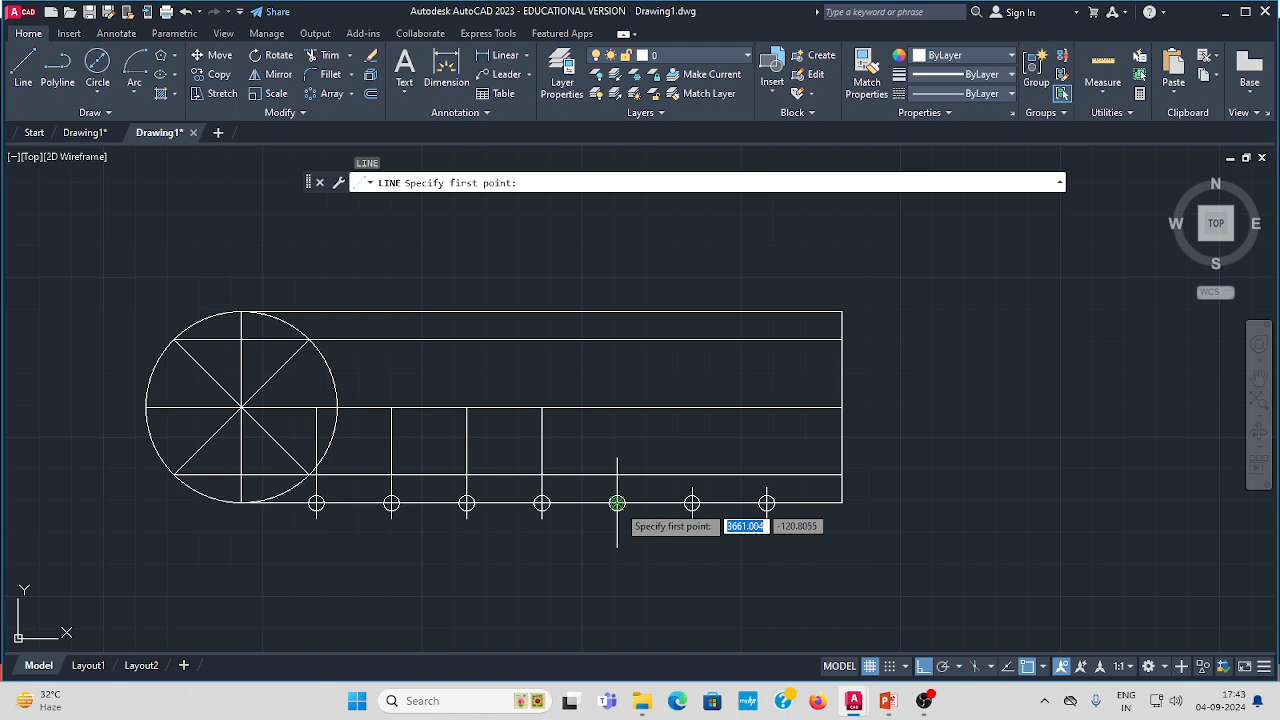 A CAD Share Autodesk AutoCAD 2023 - EDUCATIONAL VERSION Drawing1.dwg Type a keyword or phrase Sign In
Home Insert Annotate Parametric View Manage Output Add-ins Collaborate Express Tools Featured Apps
Line Polyline Circle Arc Move Rotate Trim Copy Mirror Fillet Stretch Scale Array
Text Dimension Linear Leader Table
Layer Properties 0 Make Current Match Layer
Insert Create Edit
Match Properties ByLayer ByLayer ByLayer
Group Measure Paste Base
Draw Modify Annotation Layers Block Properties Groups Utilities Clipboard View
Start Drawing1* Drawing1* +
[−][Top][2D Wireframe]
LINE
LINE Specify first point:
N
W TOP E
S
WCS
Specify first point: 3661.004 -120.8055
Y
X
Model Layout1 Layout2 + MODEL 1:1
32°C
Haze
Search
ENG
IN
17:43
04-09-2024